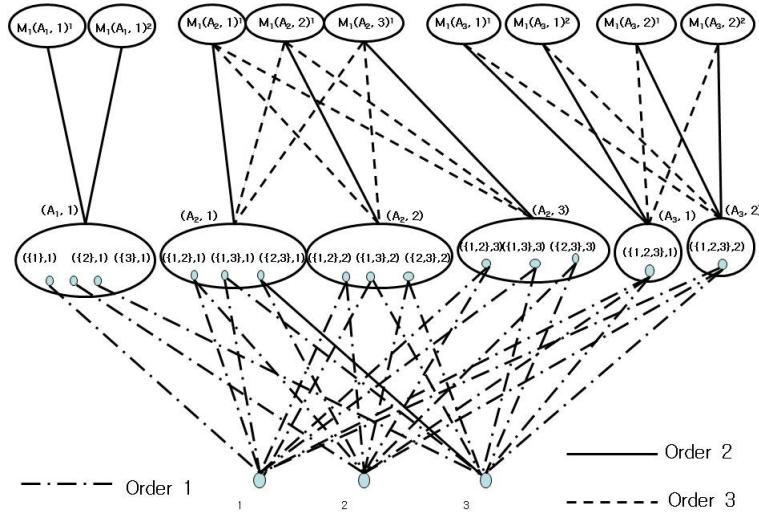 M₁(A₁, 1)¹ M₁(A₁, 1)² M₁(A₂, 1)¹ M₁(A₂, 2)¹ M₁(A₂, 3)¹ M₁(A₃, 1)¹ M₁(A₃, 1)² M₁(A₃, 2)¹ M₁(A₃, 2)²
(A₁, 1) (A₂, 1) (A₂, 2) (A₂, 3) (A₃, 1) (A₃, 2)
({1},1) ({2},1) ({3},1) ({1,2},1) ({1,3},1) ({2,3},1) ({1,2},2) ({1,3},2) ({2,3},2) ({1,2},3) ({1,3},3) ({2,3},3) ({1,2,3},1) ({1,2,3},2)
Order 2
Order 1
Order 3
1 2 3